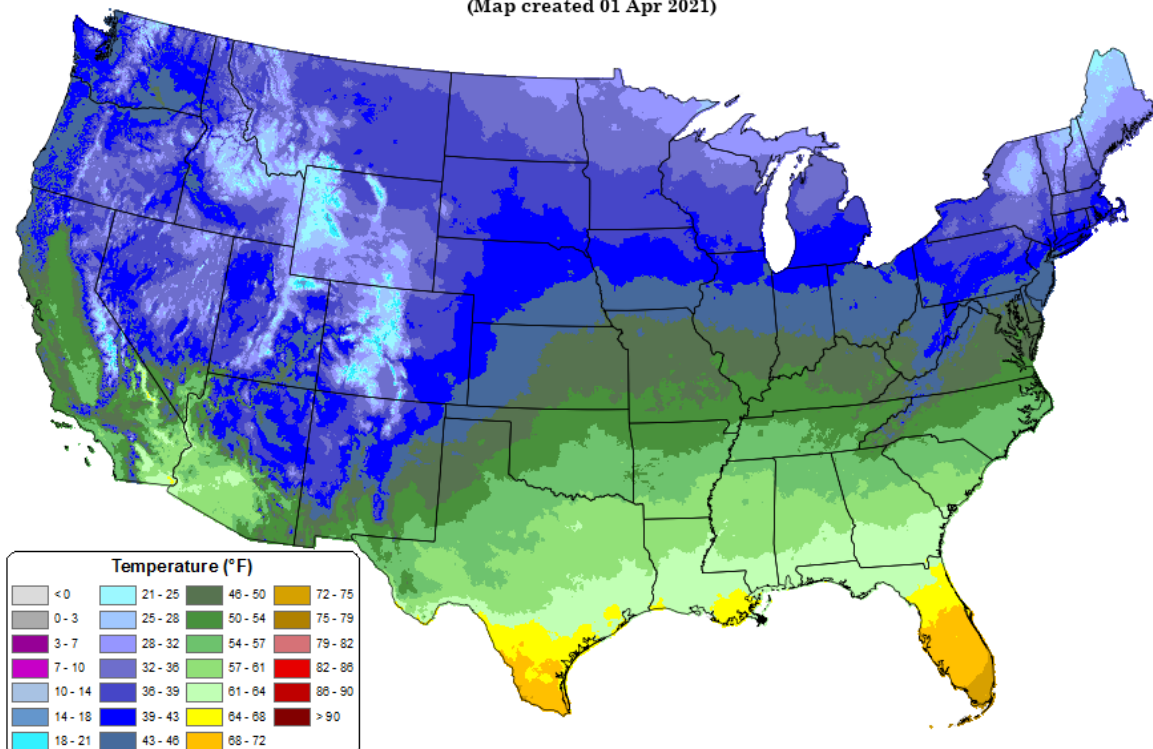 (Map created 01 Apr 2021)
Temperature (°F)
< 0
0 - 3
3 - 7
7 - 10
10 - 14
14 - 18
18 - 21
21 - 25
25 - 28
28 - 32
32 - 36
36 - 39
39 - 43
43 - 46
46 - 50
50 - 54
54 - 57
57 - 61
61 - 64
64 - 68
68 - 72
72 - 75
75 - 79
79 - 82
82 - 86
86 - 90
> 90